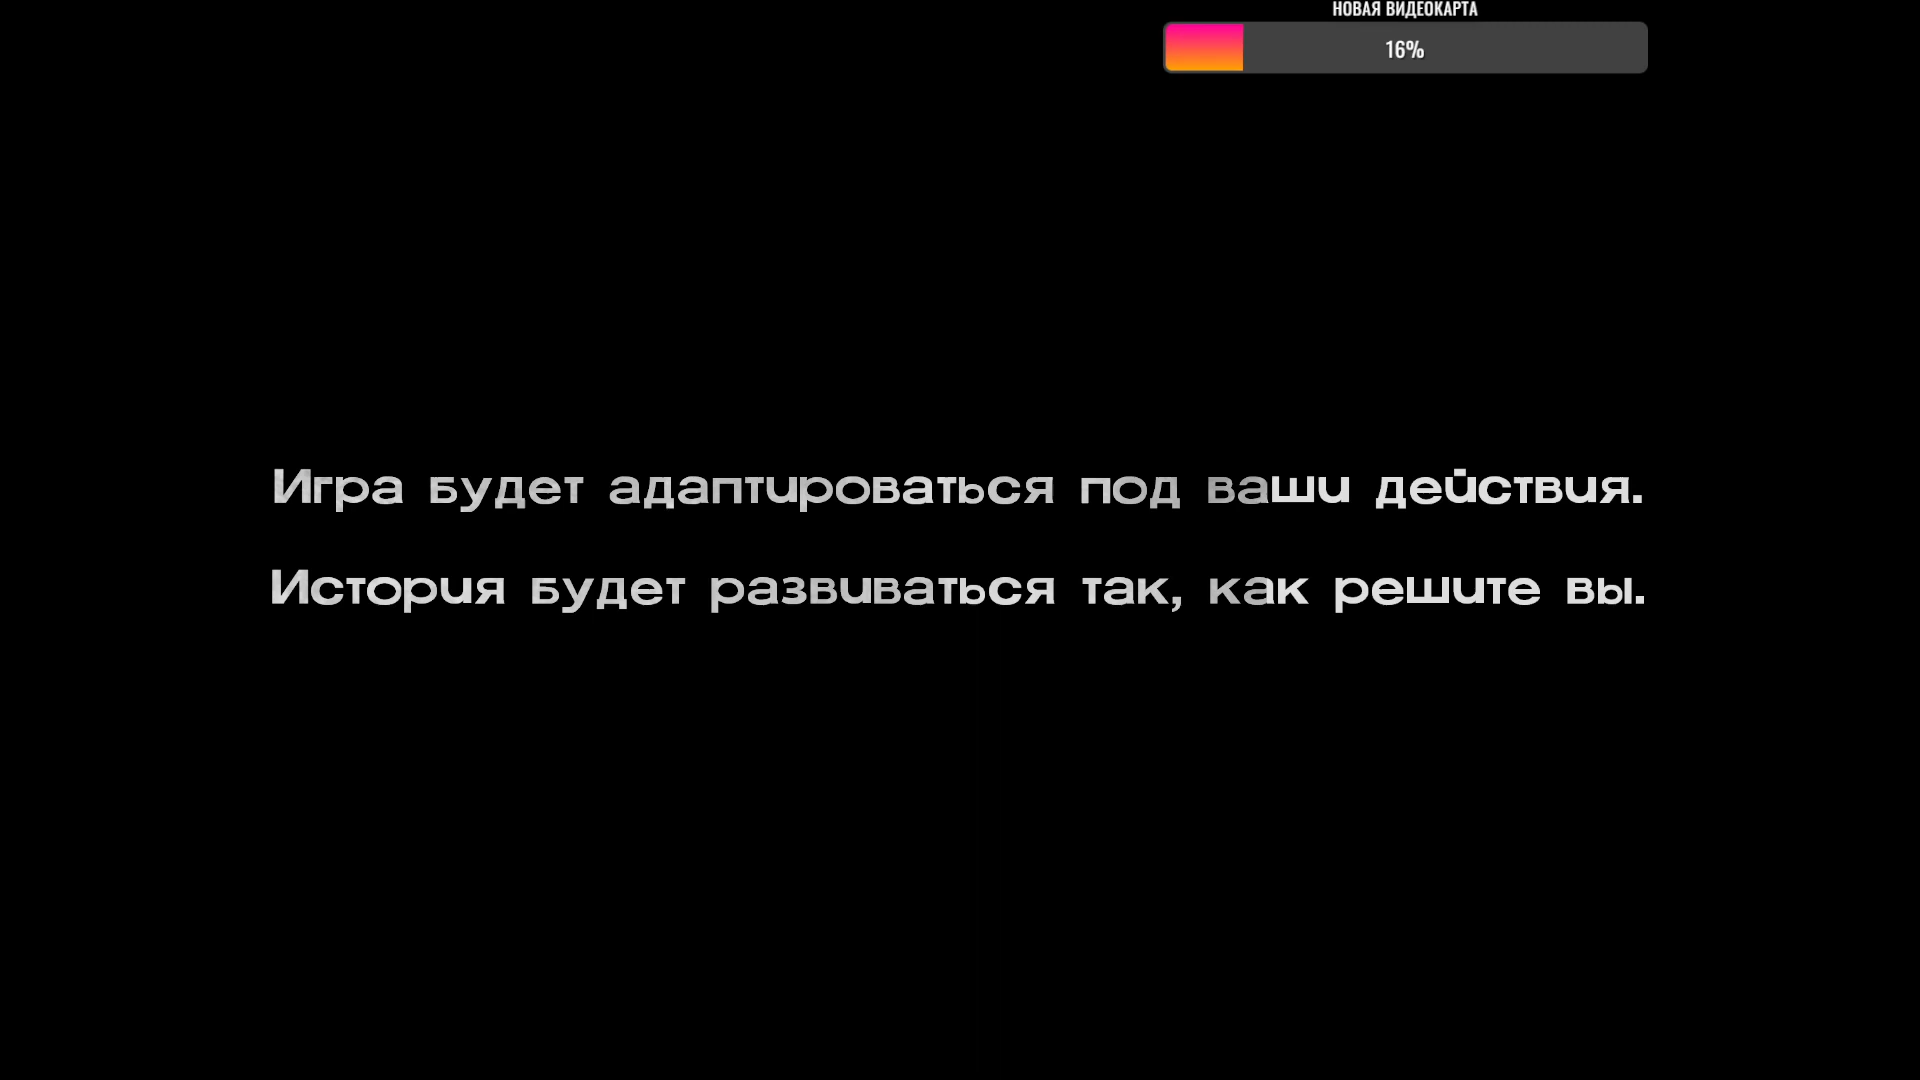 НОВАЯ ВИДЕОКАРТА
16%
Игра будет адаптироваться под ваши действия.
История будет развиваться так, как решите вы.